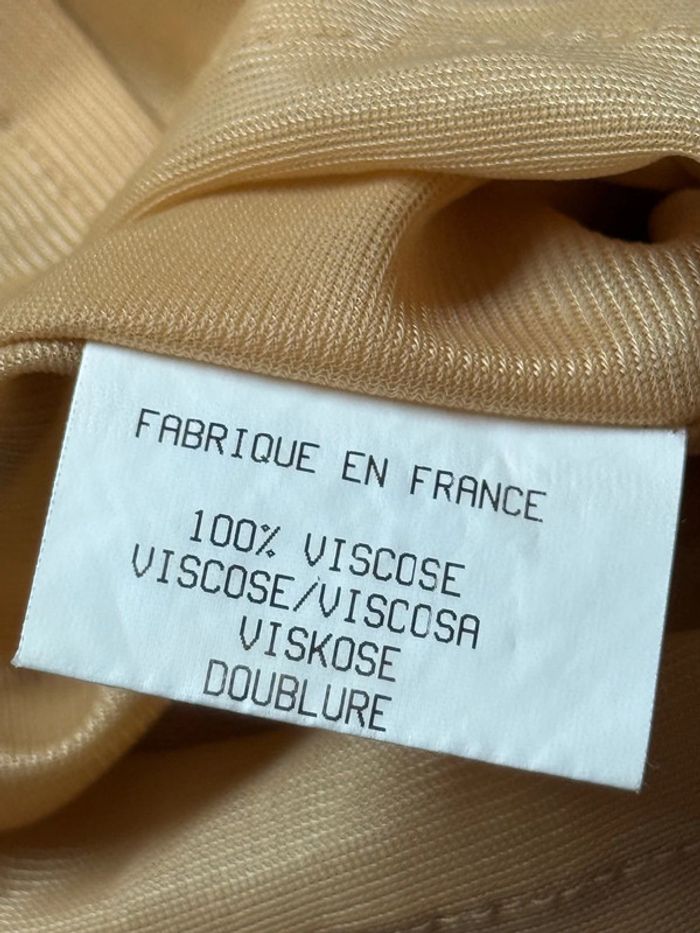 FABRIQUE EN FRANCE
100% VISCOSE
VISCOSE/VISCOSA
VISKOSE
DOUBLURE